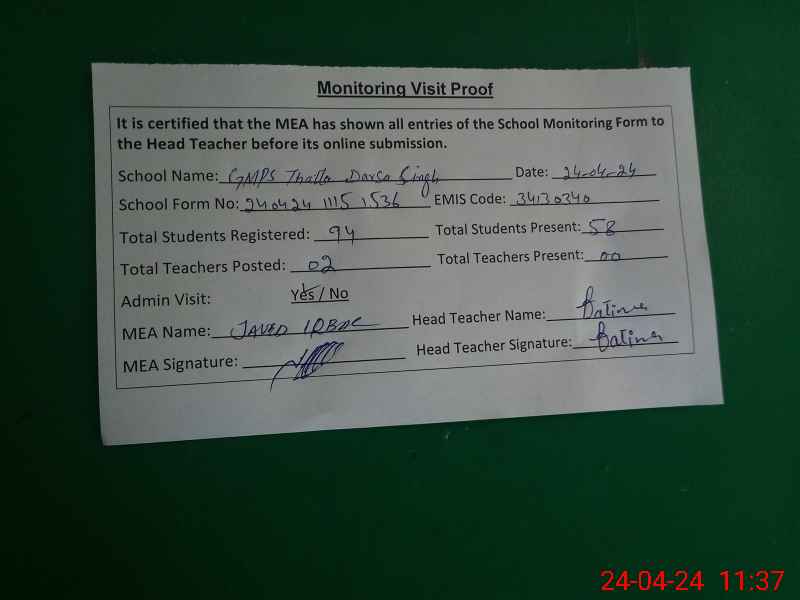 Monitoring Visit Proof
It is certified that the MEA has shown all entries of the School Monitoring Form to
the Head Teacher before its online submission.
School Name: GMPS Thatta Darsa Singh Date: 24-04-24
School Form No: 240424 1115 1536 EMIS Code: 34130340
Total Students Registered: 94 Total Students Present: 58
Total Teachers Posted: 02 Total Teachers Present: 00
Admin Visit: Yes / No
MEA Name: JAVED IQBAL Head Teacher Name:
MEA Signature: Head Teacher Signature:
24-04-24 11:37